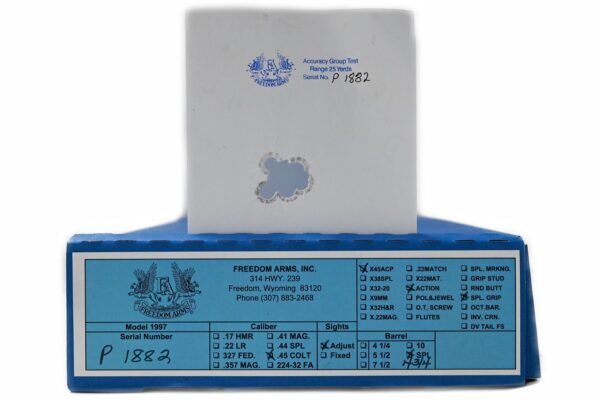 Accuracy Group Test
Range 25 Yards
Serial No. P 1882
FREEDOM ARMS
FREEDOM ARMS, INC.
314 HWY. 239
Freedom, Wyoming 83120
Phone (307) 883-2468
FREEDOM ARMS
X45ACP .22MATCH SPL. MRKNG.
X38SPL X22MAT. GRIP STUD
X32-20 ACTION RND BUTT
X9MM POL&JEWEL SPL. GRIP
X32H&R O.T. SCREW OCT.BAR.
X.22MAG. FLUTES INV. CRN.
DV TAIL FS
Model 1997 Caliber Sights Barrel
Serial Number .17 HMR .41 MAG. Adjust 4 1/4 10
P 1882 .22 LR .44 SPL Fixed 5 1/2 SPL
327 FED. .45 COLT 7 1/2
.357 MAG. 224-32 FA